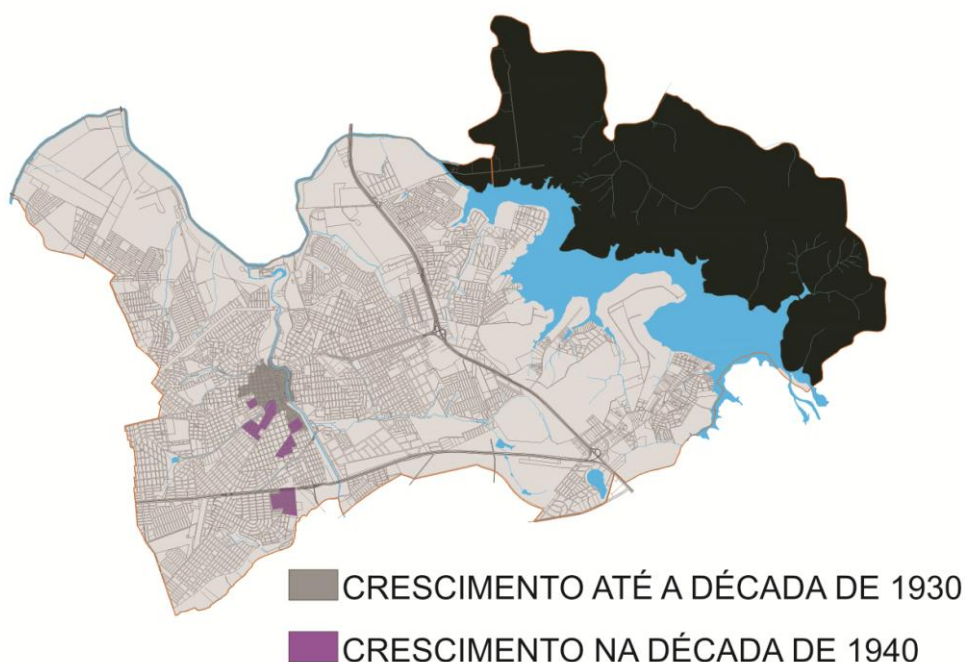 CRESCIMENTO ATÉ A DÉCADA DE 1930
CRESCIMENTO NA DÉCADA DE 1940